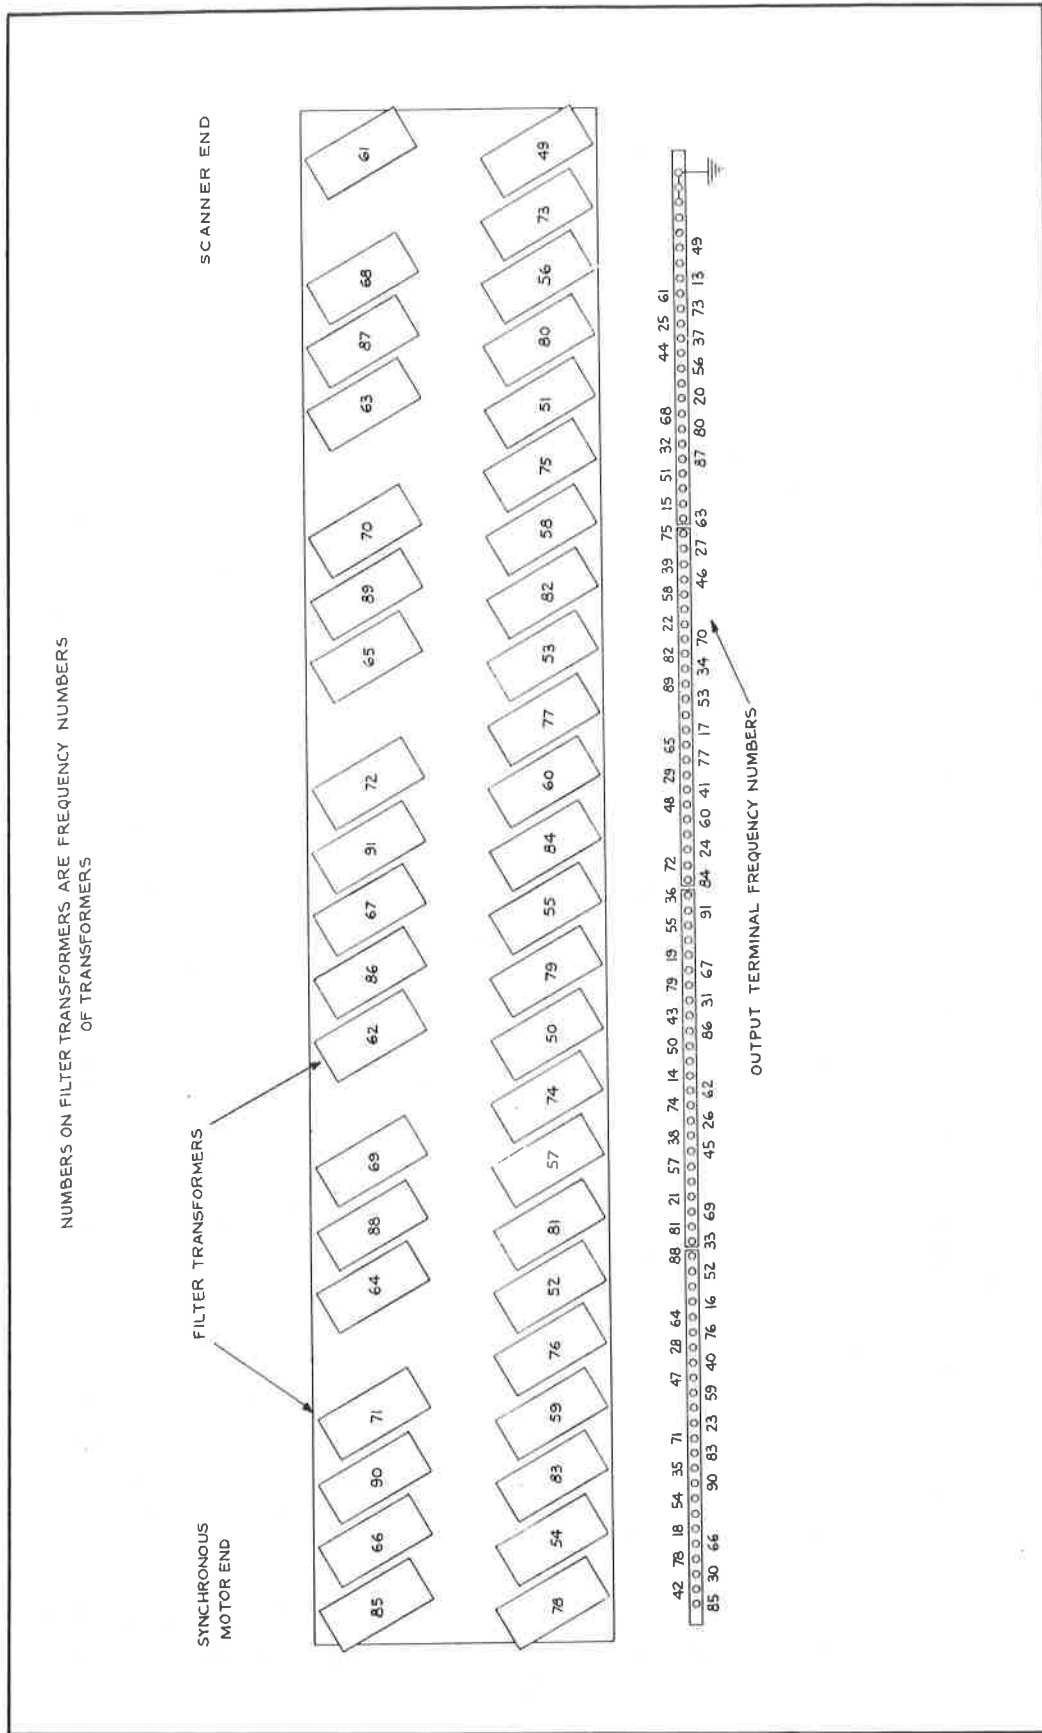 NUMBERS ON FILTER TRANSFORMERS ARE FREQUENCY NUMBERS
OF TRANSFORMERS
SYNCHRONOUS
MOTOR END
FILTER TRANSFORMERS
SCANNER END
85 66 90 71 64 88 69 62 86 67 91 72 65 89 70 63 87 68 61
78 54 83 59 76 52 81 57 74 50 79 55 84 60 77 53 82 58 75 51 80 56 73 49
42 78 18 54 35 71 47 28 64 88 81 21 57 38 74 14 50 43 79 19 55 36 72 48 29 65 89 82 22 58 39 75 15 51 32 68 44 25 61
85 30 66 90 83 23 59 40 76 16 52 33 69 45 26 62 86 31 67 91 84 24 60 41 77 17 53 34 70 46 27 63 87 80 20 56 37 73 13 49
OUTPUT TERMINAL FREQUENCY NUMBERS